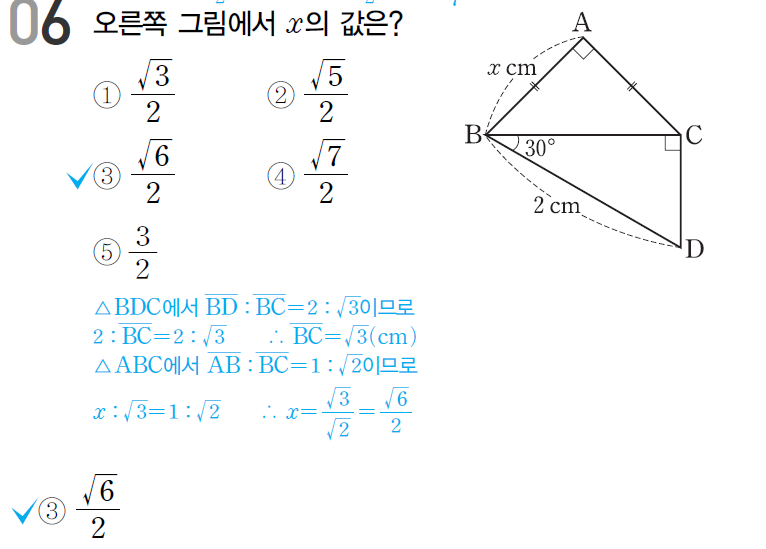 06 오른쪽 그림에서 x의 값은?
① √3/2 ② √5/2
③ √6/2 ④ √7/2
⑤ 3/2
A
x cm
B
C
30°
2 cm
D
△BDC에서 BD : BC=2 : √3이므로
2 : BC=2 : √3 ∴ BC=√3(cm)
△ABC에서 AB : BC=1 : √2이므로
x : √3=1 : √2 ∴ x=√3/√2=√6/2
③ √6/2